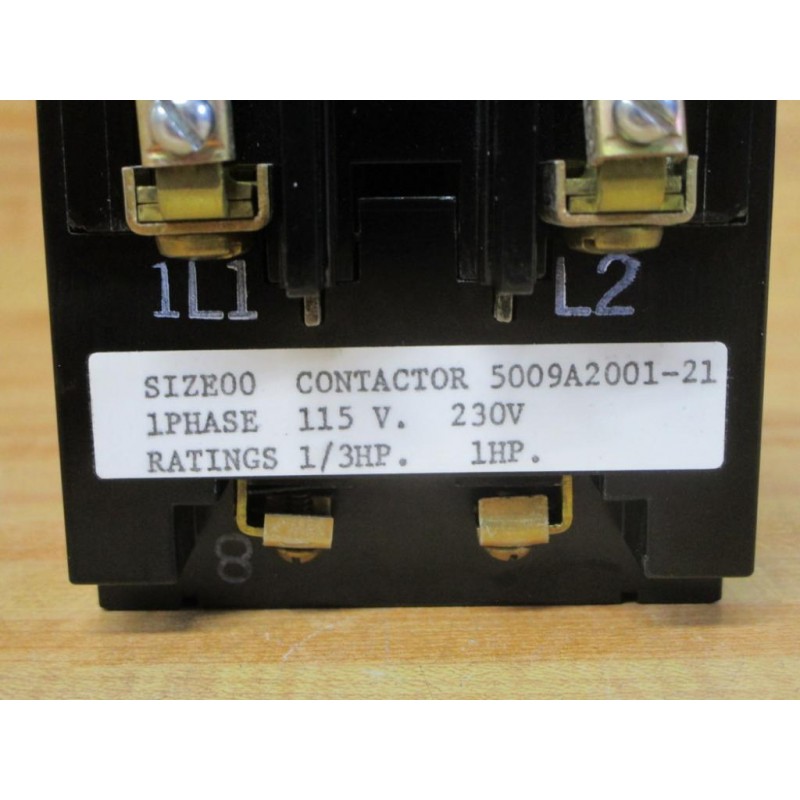 1L1 L2
SIZE00 CONTACTOR 5009A2001-21
1PHASE 115 V. 230V
RATINGS 1/3HP. 1HP.
8